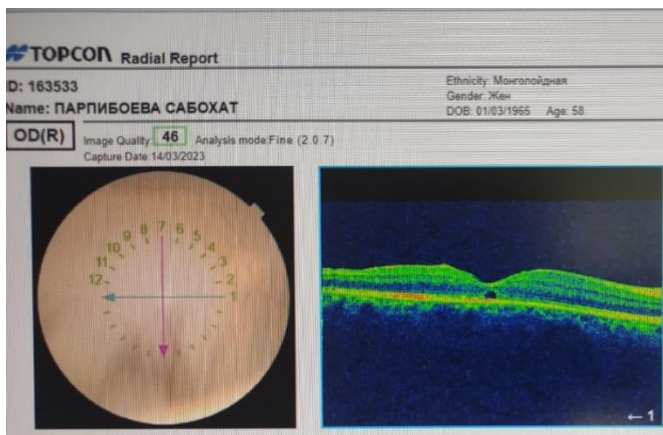 TOPCON Radial Report
ID: 163533
Name: ПАРПИБОЕВА САБОХАТ
Ethnicity: Монголойдная
Gender: Жен
DOB: 01/03/1965 Age: 58
OD(R)
Image Quality: 46 Analysis mode:Fine (2.0.7)
Capture Date:14/03/2023
12 11 10 9 8 7 6 5 4 3 2 1
← 1